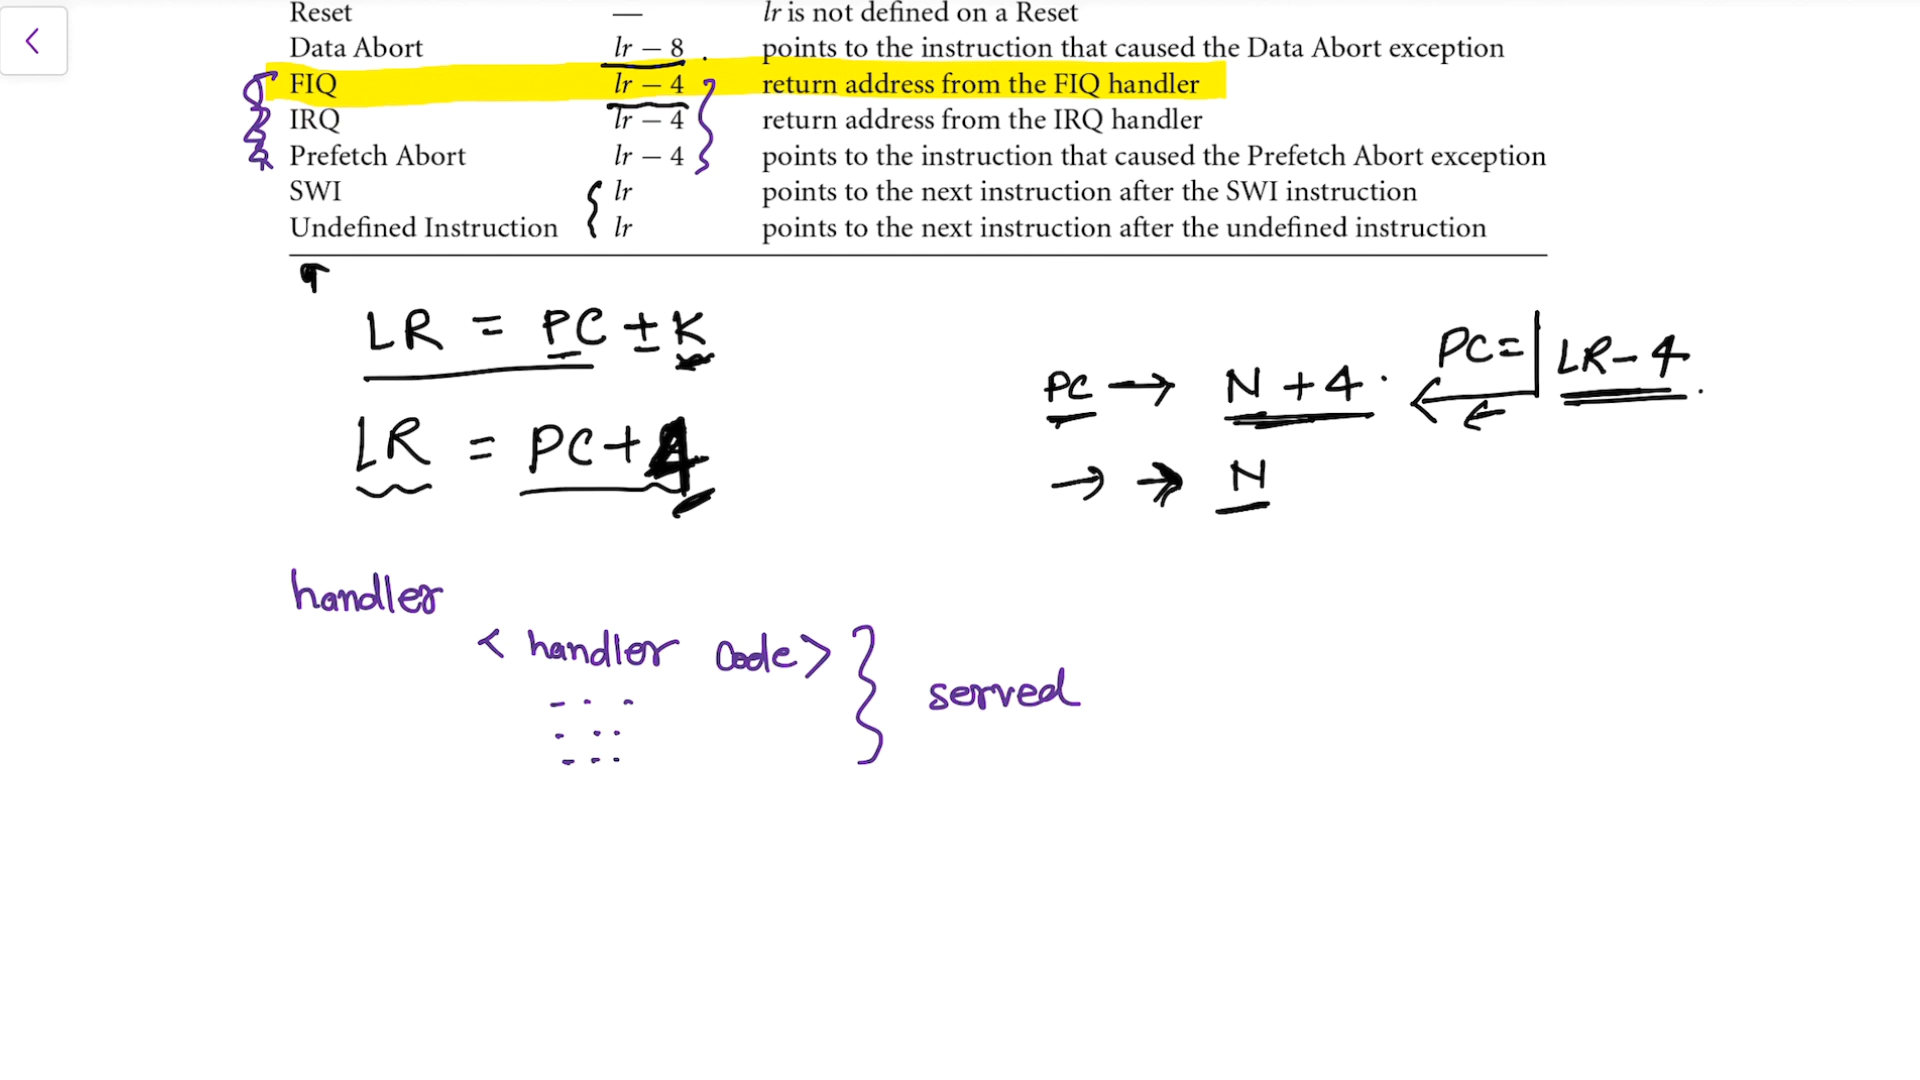 Reset — lr is not defined on a Reset
Data Abort lr – 8 points to the instruction that caused the Data Abort exception
FIQ lr – 4 return address from the FIQ handler
IRQ lr – 4 return address from the IRQ handler
Prefetch Abort lr – 4 points to the instruction that caused the Prefetch Abort exception
SWI lr points to the next instruction after the SWI instruction
Undefined Instruction lr points to the next instruction after the undefined instruction
LR = PC ± K
LR = PC+4
PC → N + 4 .
PC = LR – 4 .
→ → N
handler
< handler Code>
served